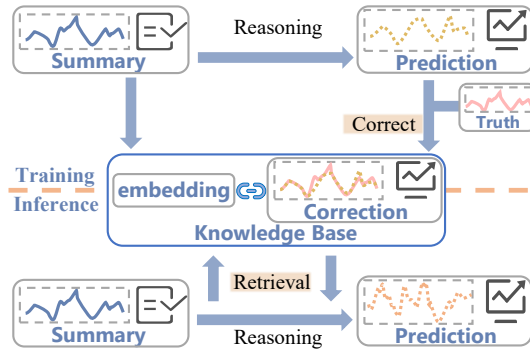 Reasoning
Summary
Prediction
Correct
Truth
Training
Inference
embedding
Correction
Knowledge Base
Retrieval
Summary
Reasoning
Prediction